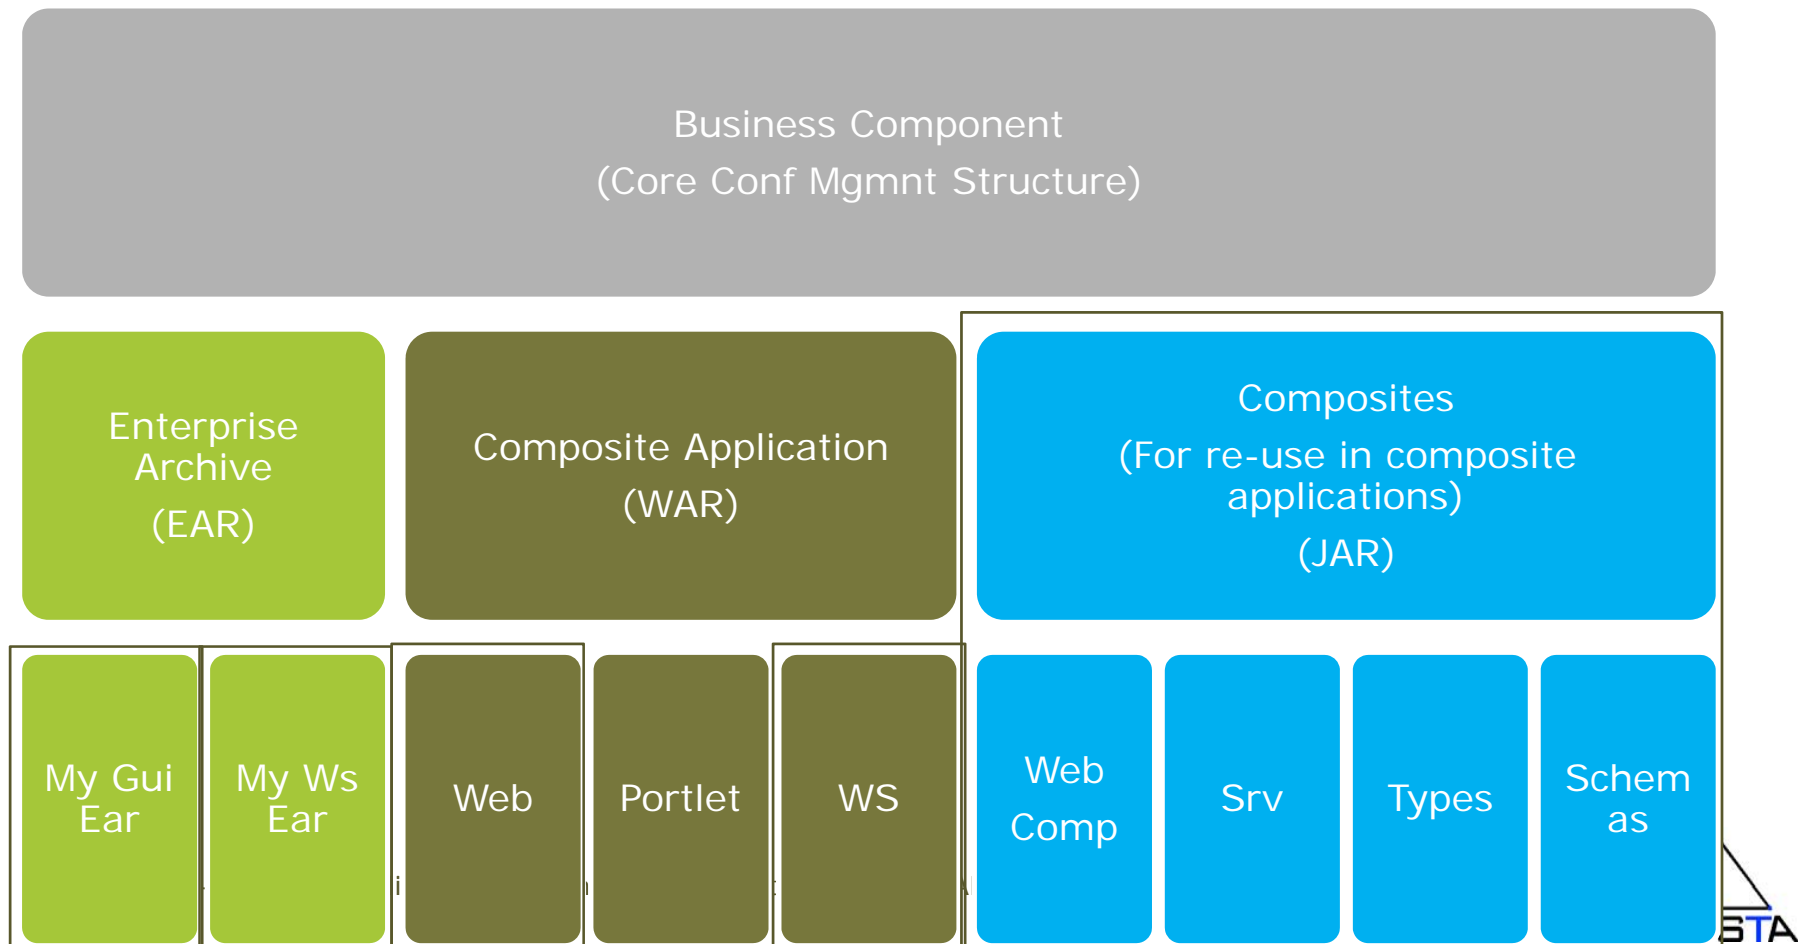 Business Component
(Core Conf Mgmnt Structure)
Enterprise
Archive
(EAR)
Composite Application
(WAR)
Composites
(For re-use in composite
applications)
(JAR)
My Gui
Ear
My Ws
Ear
Web
Portlet
WS
Web
Comp
Srv
Types
Schem
as
STA